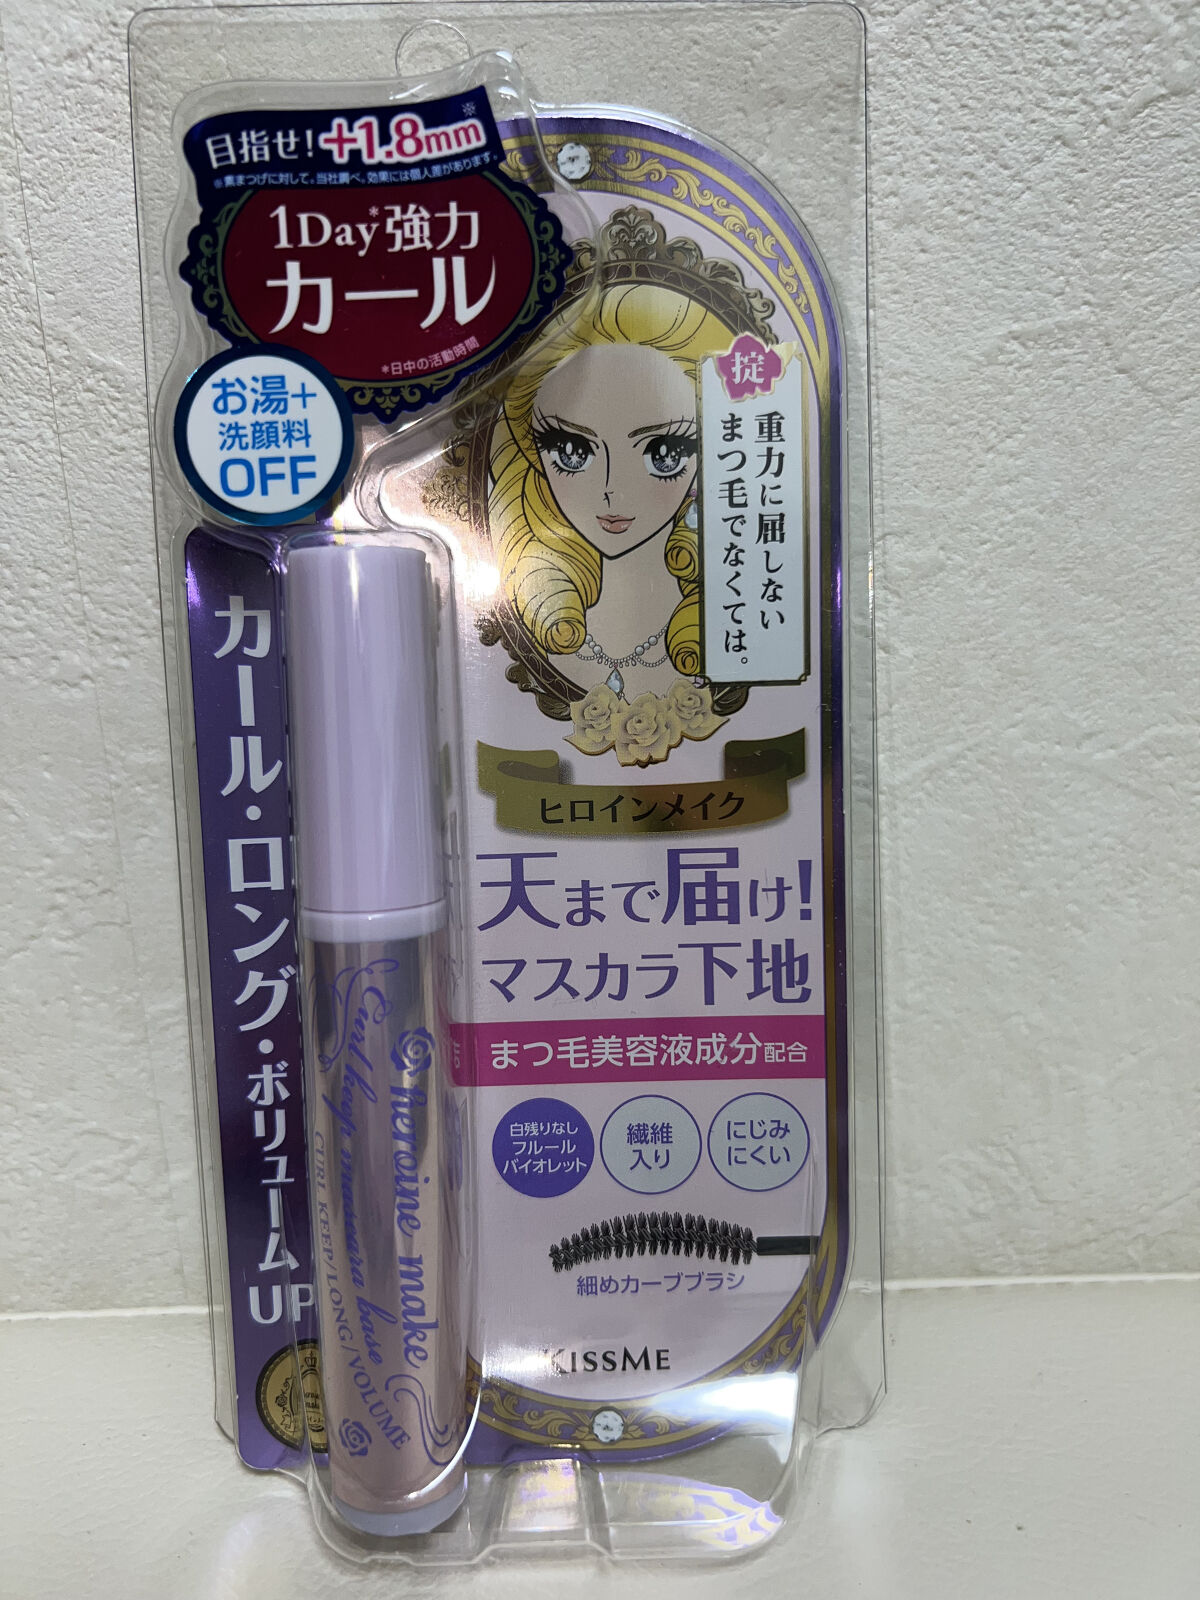 目指せ!+1.8mm※
※素まつげに対して。当社調べ。効果には個人差があります。
1Day*強力
カール
*日中の活動時間
お湯+
洗顔料
OFF
掟
重力に屈しない
まつ毛でなくては。
カール・ロング・ボリュームUP
ヒロインメイク
天まで届け!
マスカラ下地
まつ毛美容液成分配合
白残りなし
フルール
バイオレット
繊維
入り
にじみ
にくい
細めカーブブラシ
KISSME
heroine make
Curl keep mascara base
CURL KEEP/LONG/VOLUME